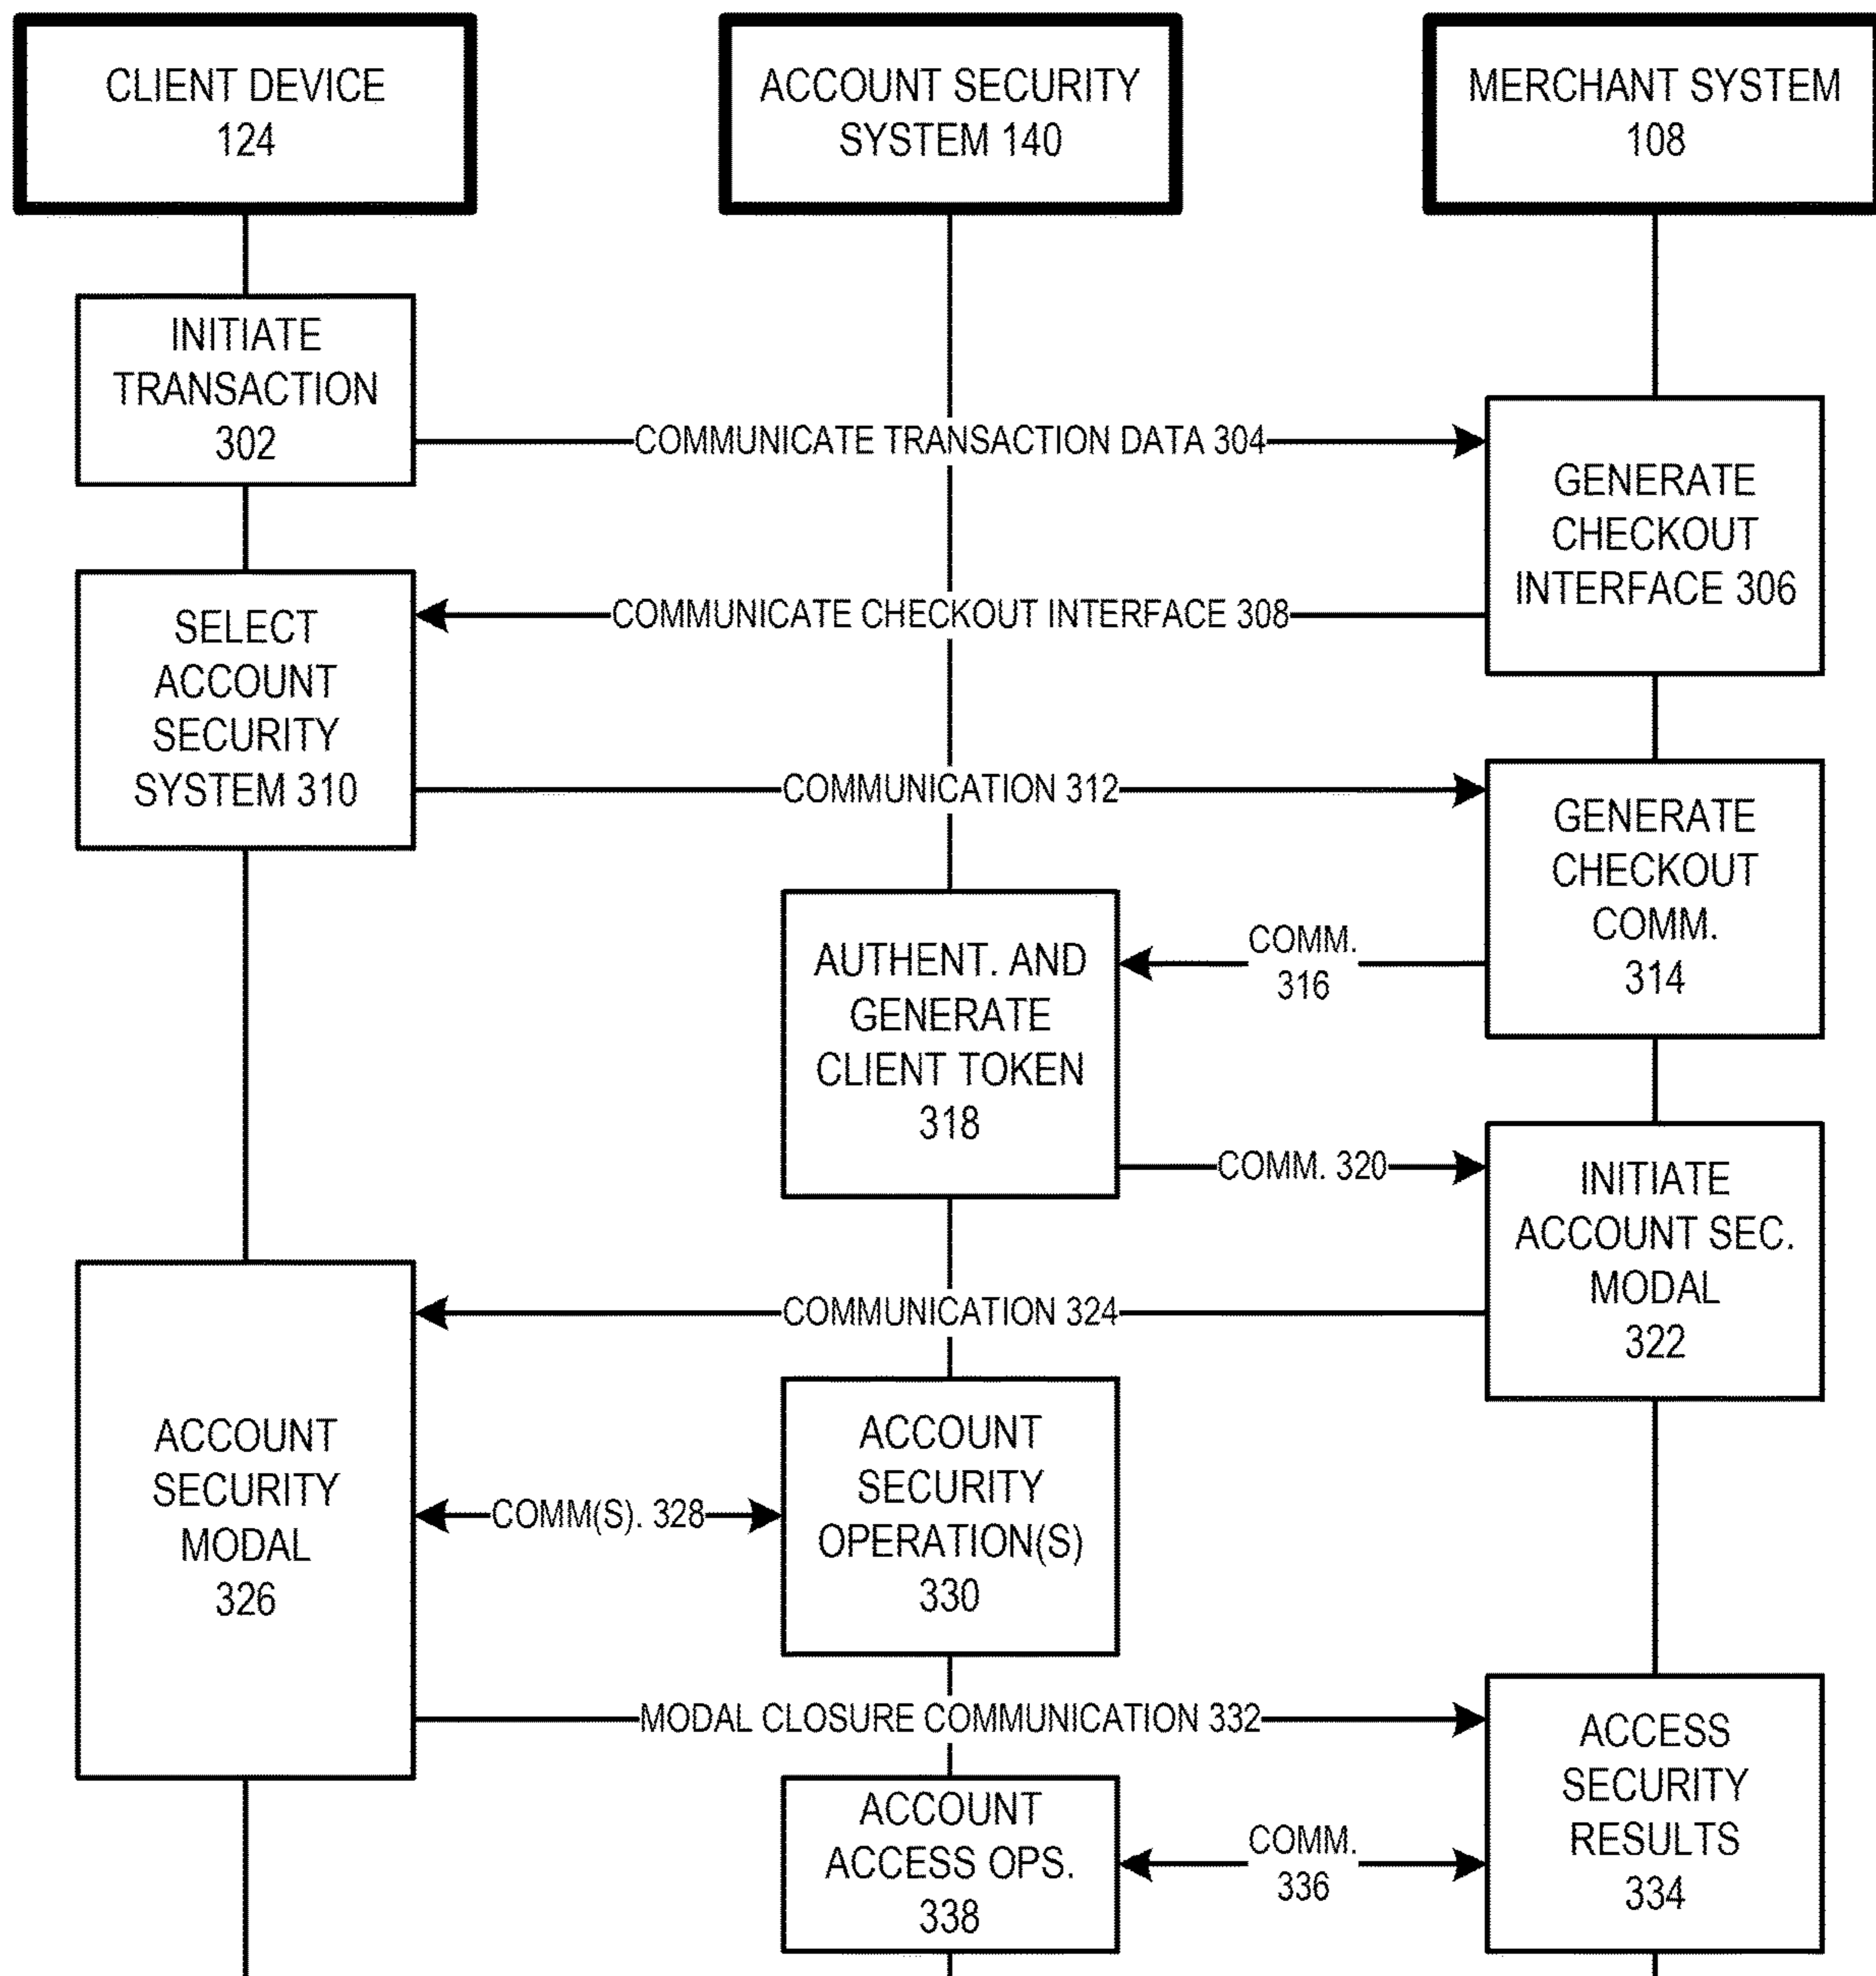 CLIENT DEVICE
124
ACCOUNT SECURITY
SYSTEM 140
MERCHANT SYSTEM
108
INITIATE
TRANSACTION
302
COMMUNICATE TRANSACTION DATA 304
GENERATE
CHECKOUT
INTERFACE 306
COMMUNICATE CHECKOUT INTERFACE 308
SELECT
ACCOUNT
SECURITY
SYSTEM 310
COMMUNICATION 312
GENERATE
CHECKOUT
COMM.
314
COMM.
316
AUTHENT. AND
GENERATE
CLIENT TOKEN
318
COMM. 320
INITIATE
ACCOUNT SEC.
MODAL
322
COMMUNICATION 324
ACCOUNT
SECURITY
MODAL
326
COMM(S). 328
ACCOUNT
SECURITY
OPERATION(S)
330
MODAL CLOSURE COMMUNICATION 332
ACCESS
SECURITY
RESULTS
334
COMM.
336
ACCOUNT
ACCESS OPS.
338